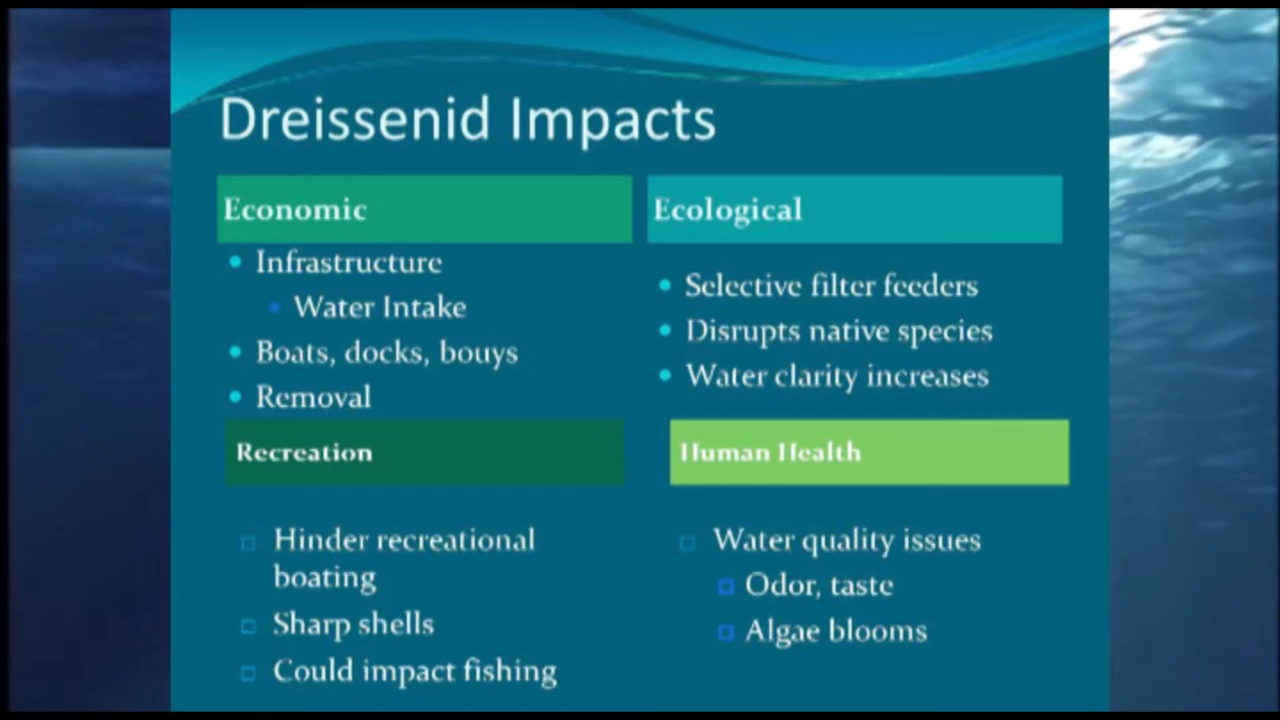 Dreissenid Impacts
Economic
Infrastructure
Water Intake
Boats, docks, bouys
Removal
Ecological
Selective filter feeders
Disrupts native species
Water clarity increases
Recreation
Hinder recreational
boating
Sharp shells
Could impact fishing
Human Health
Water quality issues
Odor, taste
Algae blooms